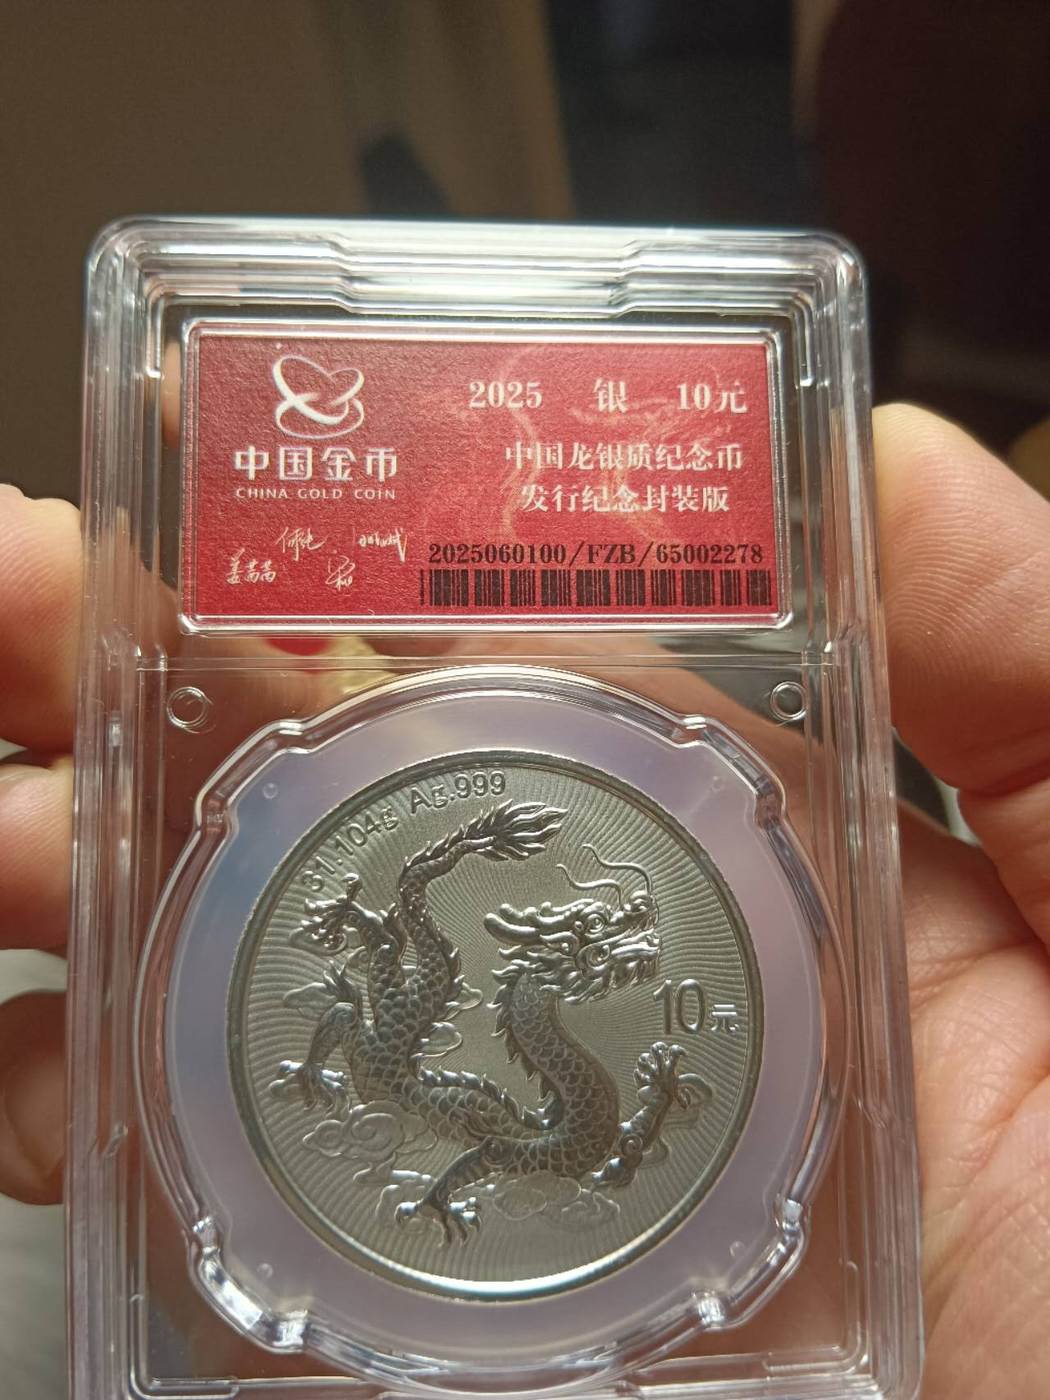 中国金币
CHINA GOLD COIN
2025 银 10元
中国龙银质纪念币
发行纪念封装版
2025060100/FZB/65002278
31.104g Ag.999
10元